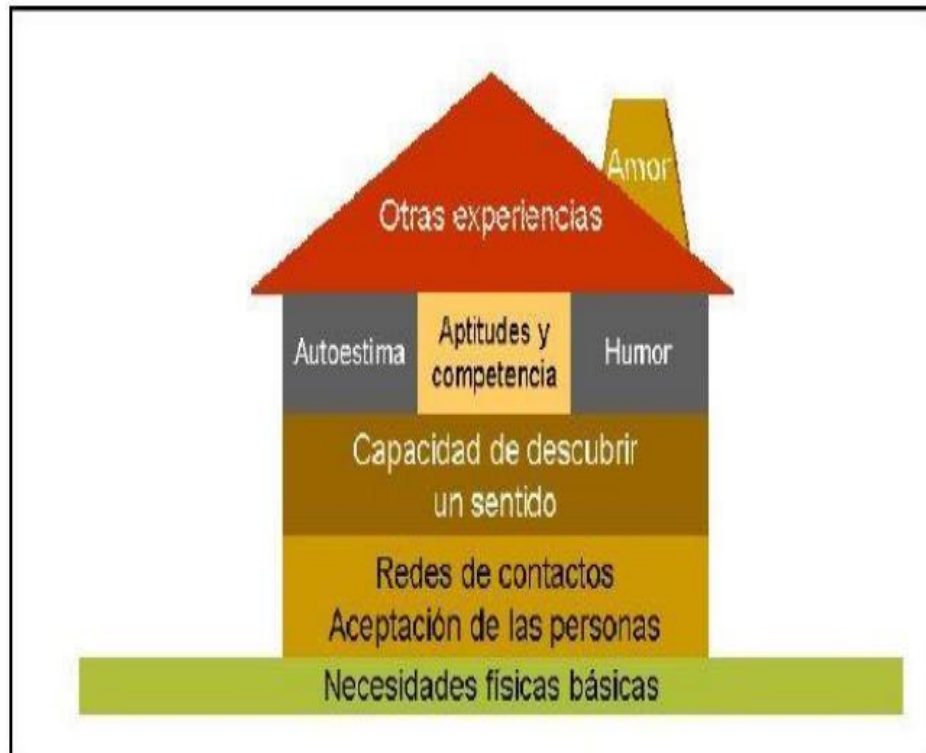 Amor
Otras experiencias
Autoestima
Aptitudes y
competencia
Humor
Capacidad de descubrir
un sentido
Redes de contactos
Aceptación de las personas
Necesidades físicas básicas